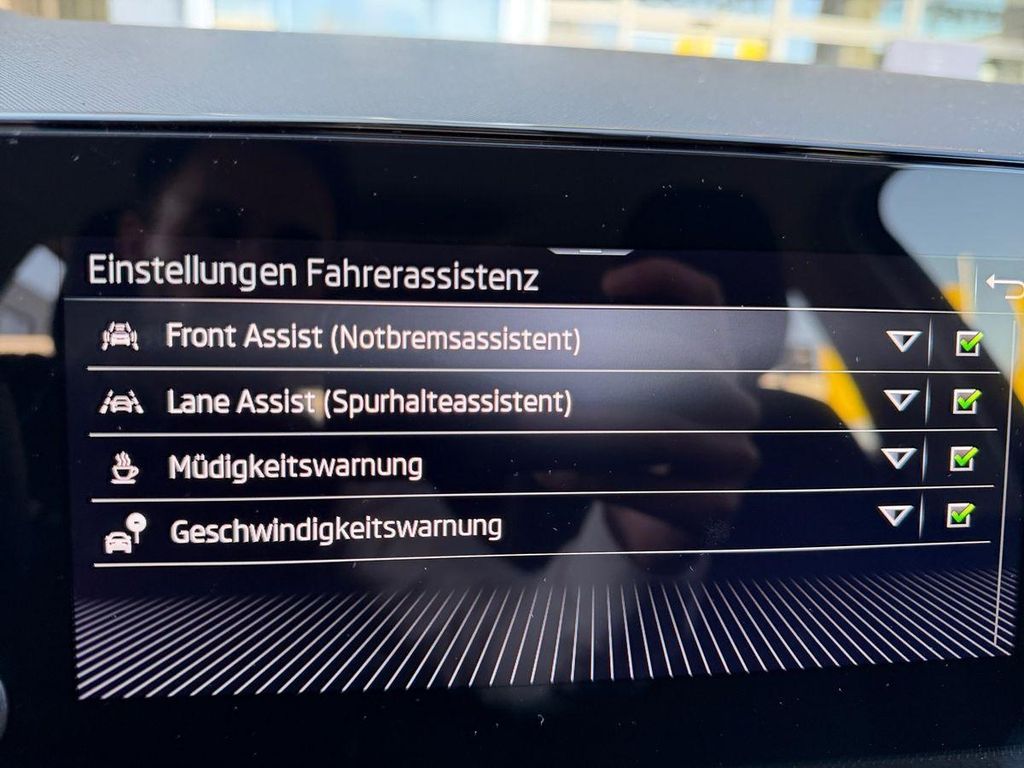 Einstellungen Fahrerassistenz
Front Assist (Notbremsassistent)
Lane Assist (Spurhalteassistent)
Müdigkeitswarnung
Geschwindigkeitswarnung